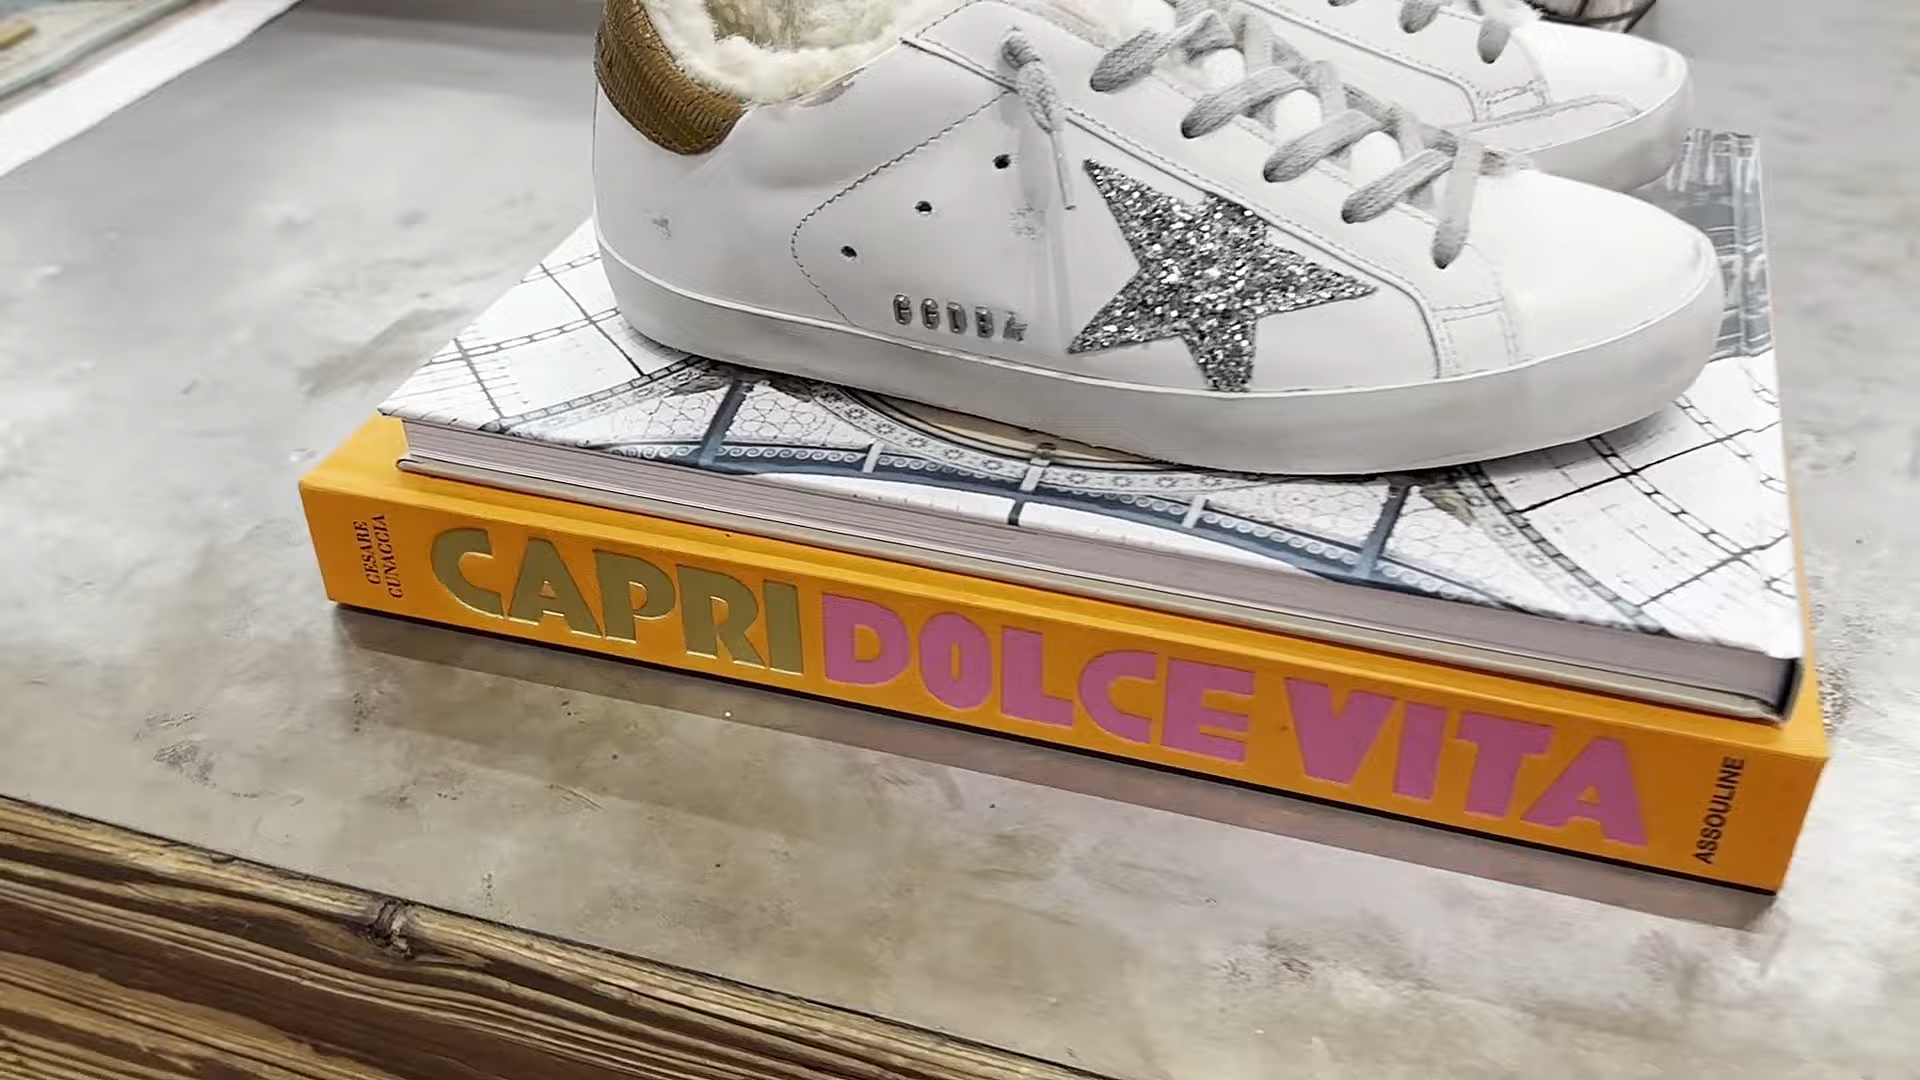 GGDB
CESARE
CUNACCIA
CAPRI DOLCE VITA
ASSOULINE